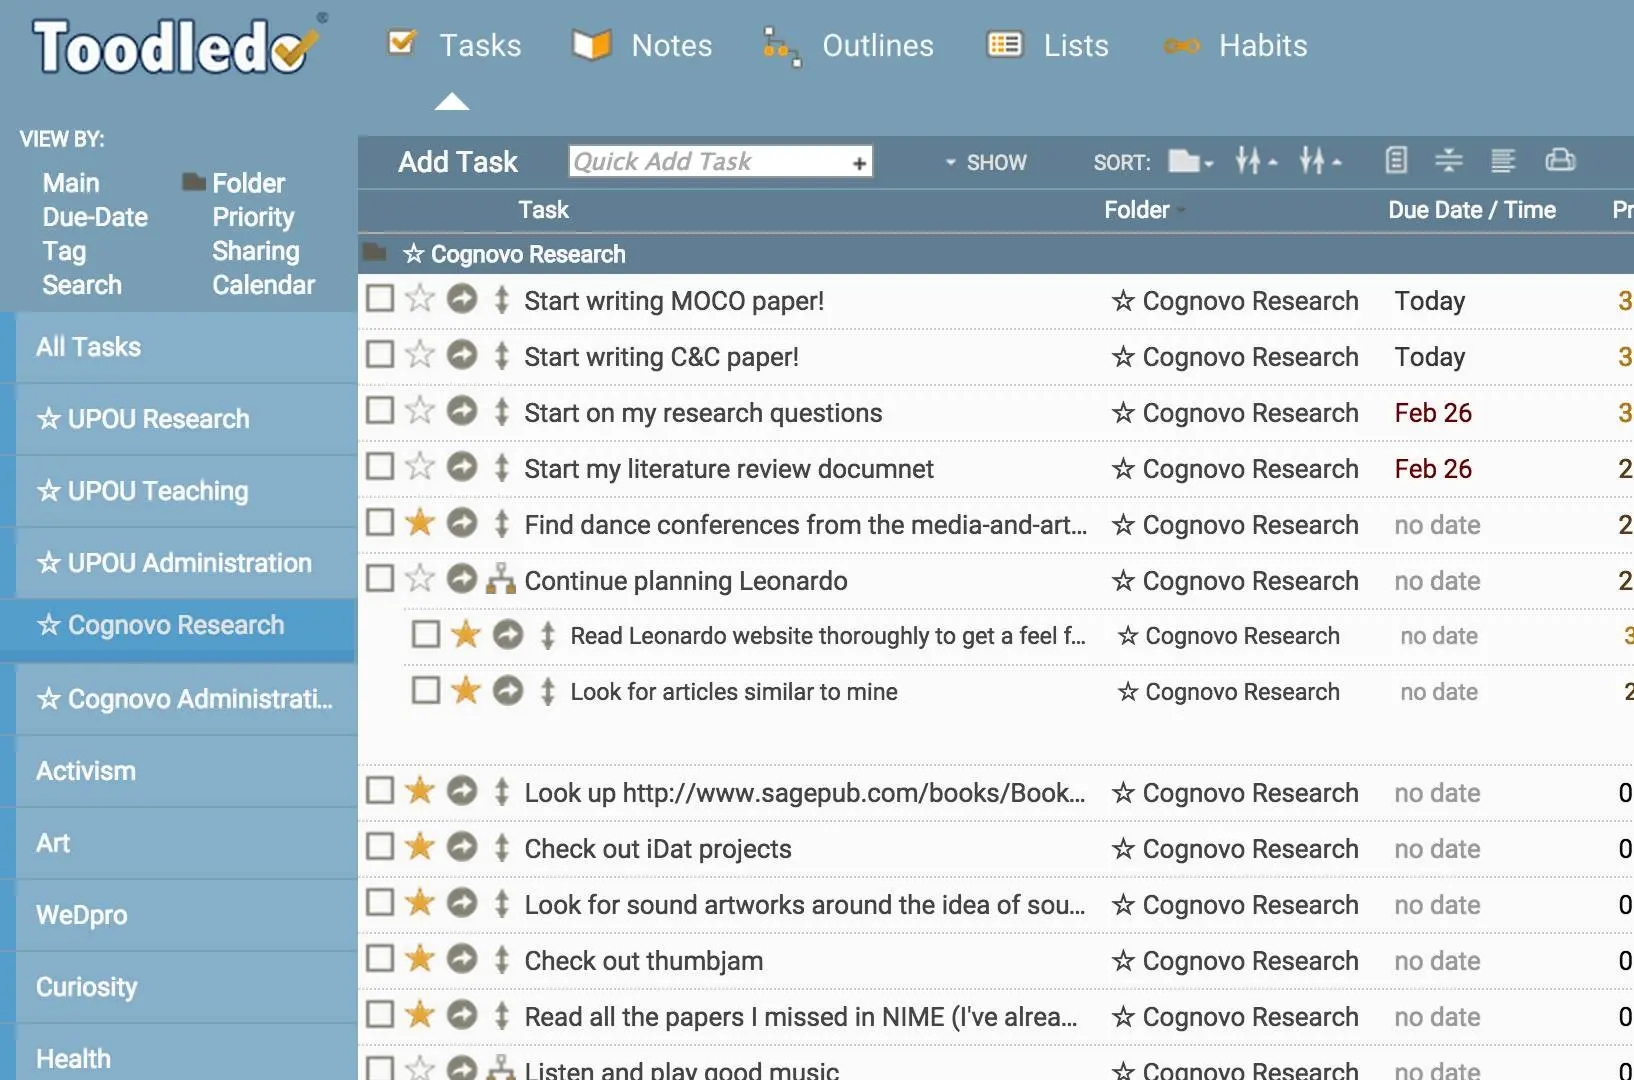 Toodledo®
Tasks
Notes
Outlines
Lists
Habits
VIEW BY:
Main
Folder
Due-Date
Priority
Tag
Sharing
Search
Calendar
All Tasks
☆ UPOU Research
☆ UPOU Teaching
☆ UPOU Administration
☆ Cognovo Research
☆ Cognovo Administrati...
Activism
Art
WeDpro
Curiosity
Health
Add Task Quick Add Task + SHOW SORT:
Task Folder Due Date / Time Pr
☆ Cognovo Research
Start writing MOCO paper! ☆ Cognovo Research Today 3
Start writing C&C paper! ☆ Cognovo Research Today 3
Start on my research questions ☆ Cognovo Research Feb 26 3
Start my literature review documnet ☆ Cognovo Research Feb 26 2
Find dance conferences from the media-and-art... ☆ Cognovo Research no date 2
Continue planning Leonardo ☆ Cognovo Research no date 2
Read Leonardo website thoroughly to get a feel f... ☆ Cognovo Research no date 3
Look for articles similar to mine ☆ Cognovo Research no date 2
Look up http://www.sagepub.com/books/Book... ☆ Cognovo Research no date 0
Check out iDat projects ☆ Cognovo Research no date 0
Look for sound artworks around the idea of sou... ☆ Cognovo Research no date 0
Check out thumbjam ☆ Cognovo Research no date 0
Read all the papers I missed in NIME (I've alrea... ☆ Cognovo Research no date 0
Listen and play good music ☆ Cognovo Research no date 0